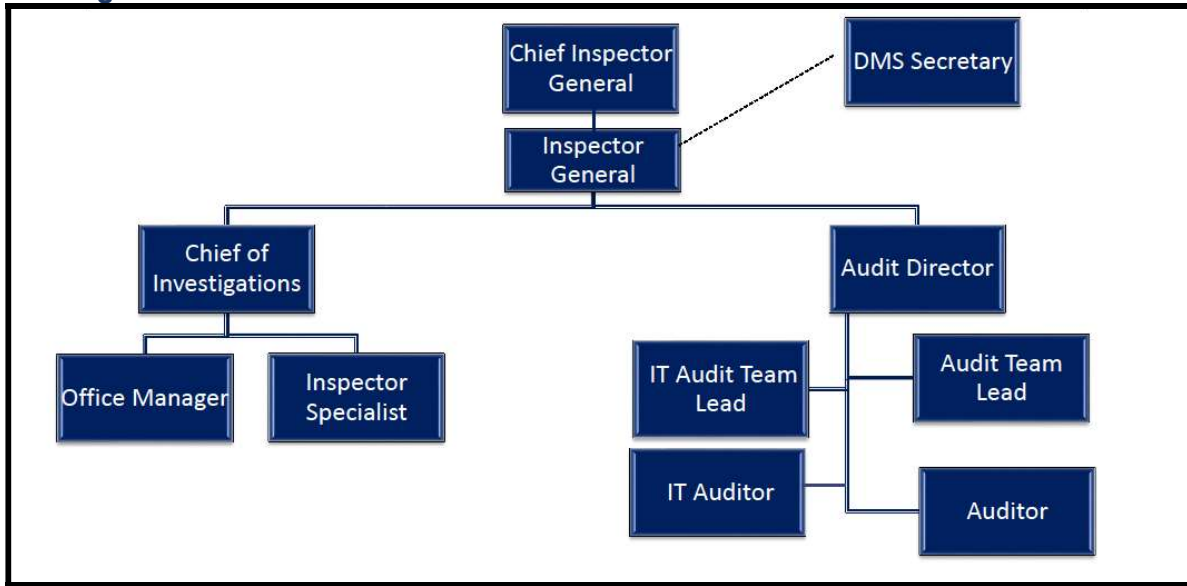 Chief Inspector
General
DMS Secretary
Inspector
General
Chief of
Investigations
Audit Director
Office Manager
Inspector
Specialist
IT Audit Team
Lead
Audit Team
Lead
IT Auditor
Auditor